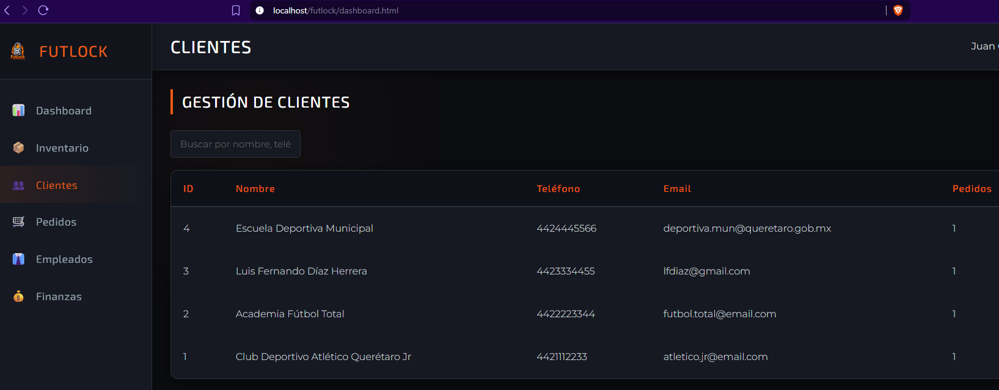 localhost/futlock/dashboard.html
FUTLOCK
CLIENTES
Juan
GESTIÓN DE CLIENTES
Dashboard
Inventario
Clientes
Pedidos
Empleados
Finanzas
Buscar por nombre, telé
ID Nombre Teléfono Email Pedidos
4 Escuela Deportiva Municipal 4424445566 deportiva.mun@queretaro.gob.mx 1
3 Luis Fernando Díaz Herrera 4423334455 lfdiaz@gmail.com 1
2 Academia Fútbol Total 4422223344 futbol.total@email.com 1
1 Club Deportivo Atlético Querétaro Jr 4421112233 atletico.jr@email.com 1